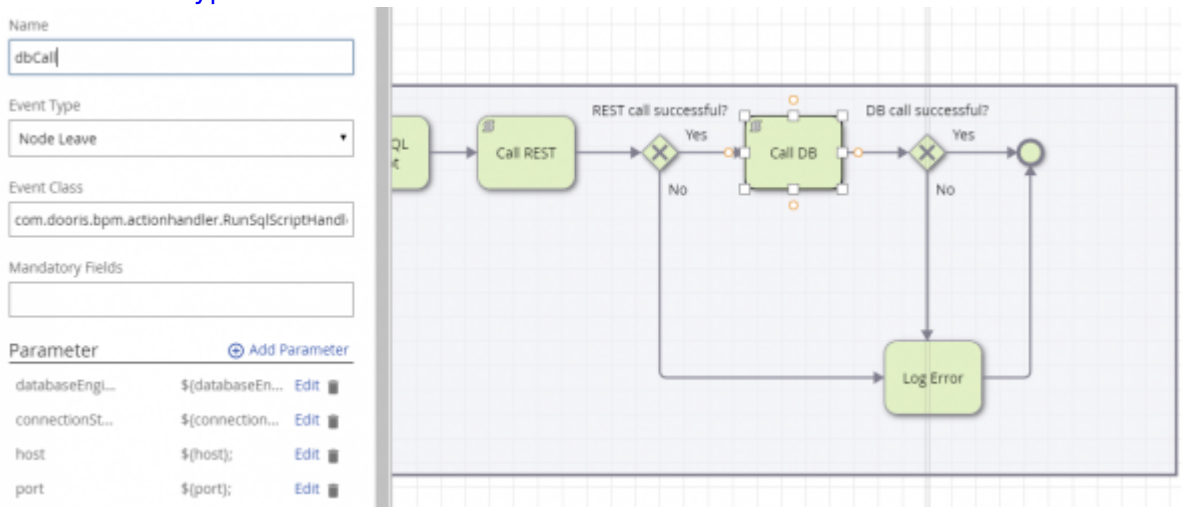 Name
dbCall
Event Type
Node Leave
Event Class
com.dooris.bpm.actionhandler.RunSqlScriptHandl
Mandatory Fields
Parameter
Add Parameter
databaseEngi... ${databaseEn... Edit
connectionSt... ${connection... Edit
host ${host}; Edit
port ${port}; Edit
QL
Call REST
REST call successful?
Yes
No
Call DB
DB call successful?
Yes
No
Log Error